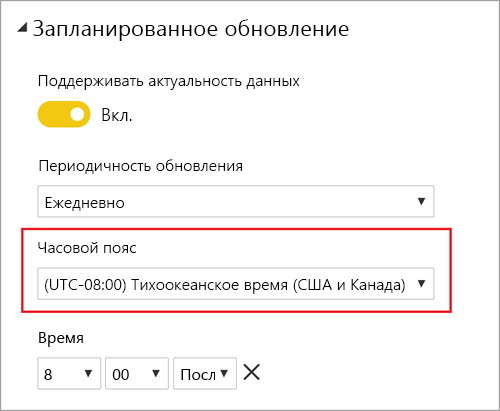 Запланированное обновление
Поддерживать актуальность данных
Вкл.
Периодичность обновления
Ежедневно
Часовой пояс
(UTC-08:00) Тихоокеанское время (США и Канада)
Время
8 00 Посл